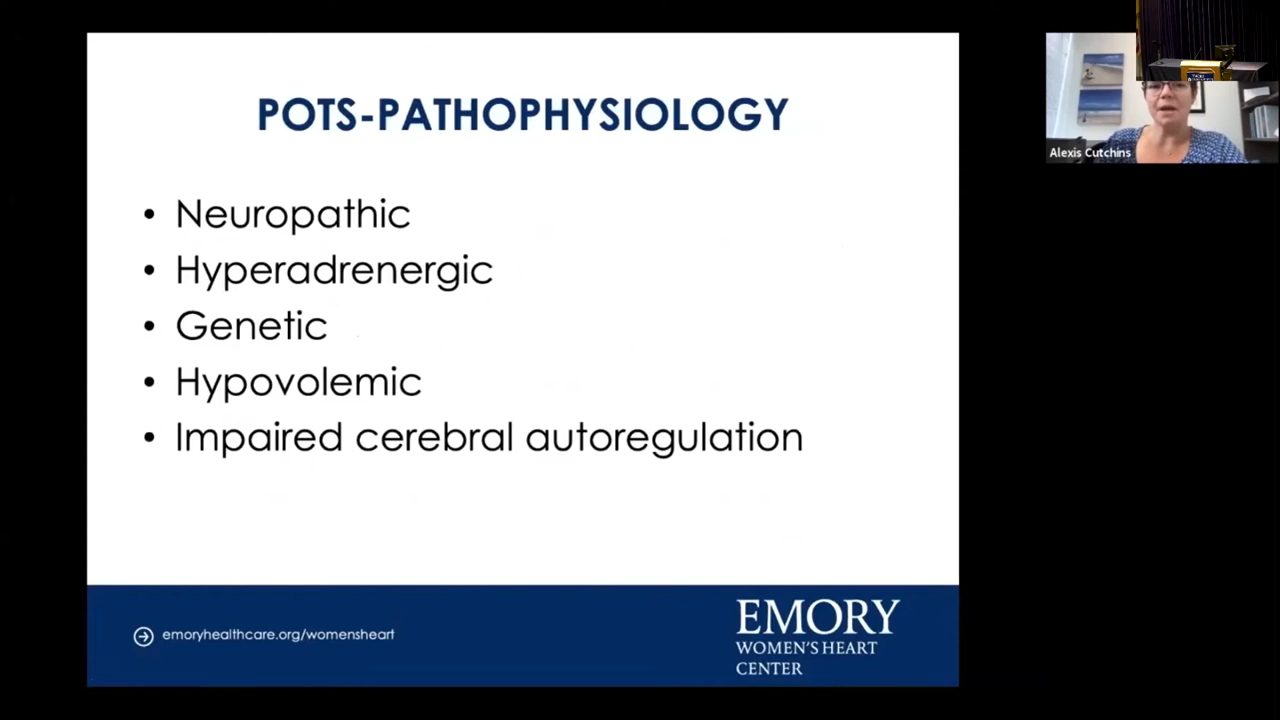 POTS-PATHOPHYSIOLOGY
• Neuropathic
• Hyperadrenergic
• Genetic
• Hypovolemic
• Impaired cerebral autoregulation
emoryhealthcare.org/womensheart
EMORY
WOMEN'S HEART
CENTER
Alexis Cutchins